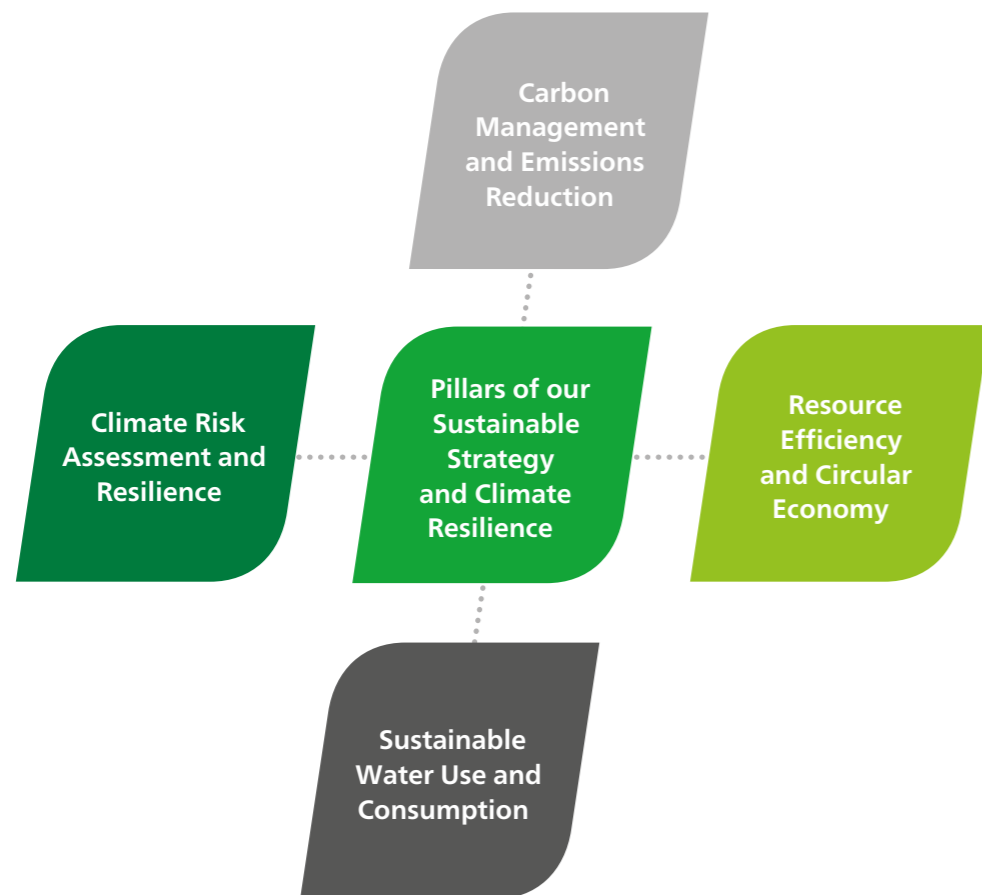 Carbon
Management
and Emissions
Reduction
Climate Risk
Assessment and
Resilience
Pillars of our
Sustainable
Strategy
and Climate
Resilience
Resource
Efficiency
and Circular
Economy
Sustainable
Water Use and
Consumption